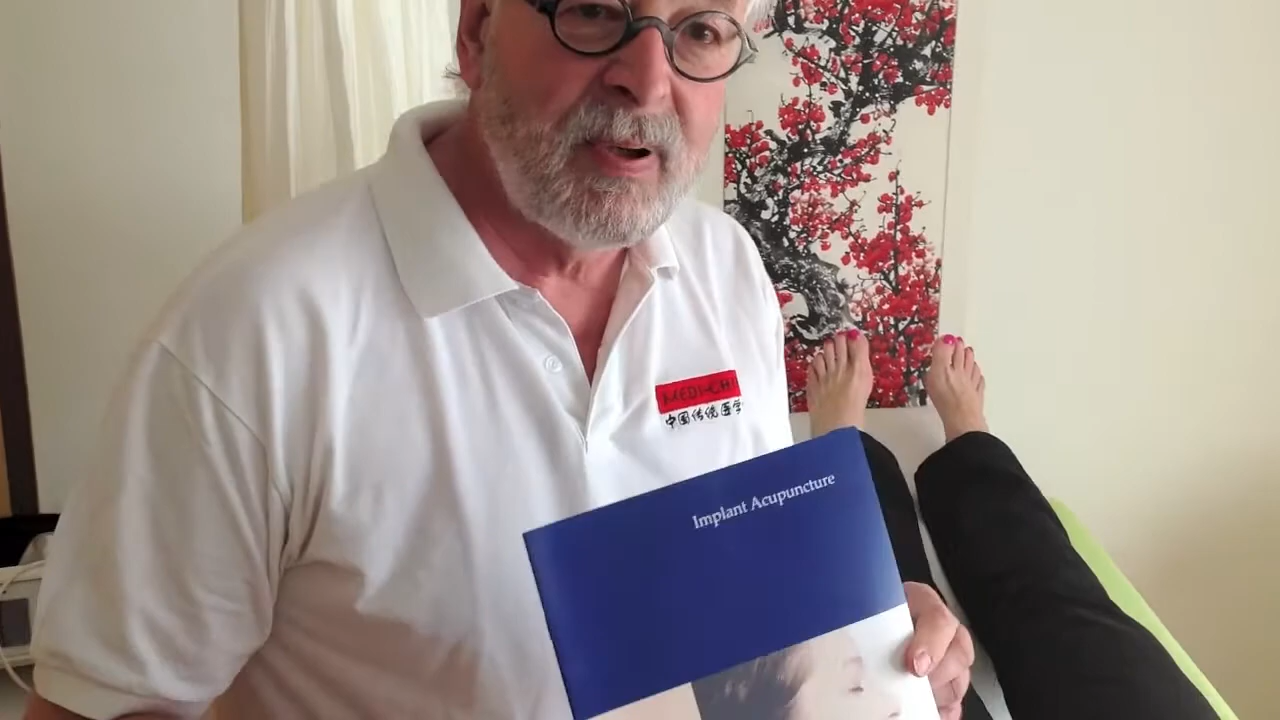 MEDI-CHI
中国传统医学
Implant Acupuncture